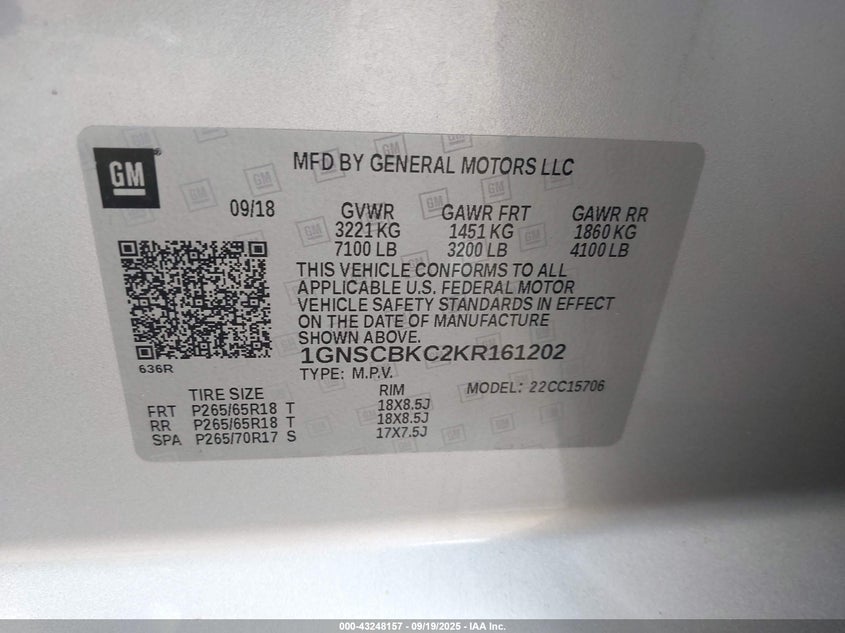 GM
MFD BY GENERAL MOTORS LLC
09/18
GVWR GAWR FRT GAWR RR
3221 KG 1451 KG 1860 KG
7100 LB 3200 LB 4100 LB
THIS VEHICLE CONFORMS TO ALL
APPLICABLE U.S. FEDERAL MOTOR
VEHICLE SAFETY STANDARDS IN EFFECT
ON THE DATE OF MANUFACTURE
SHOWN ABOVE.
1GNSCBKC2KR161202
636R
TYPE: M.P.V.
TIRE SIZE RIM MODEL: 22CC15706
FRT P265/65R18 T 18X8.5J
RR P265/65R18 T 18X8.5J
SPA P265/70R17 S 17X7.5J
000-43248157 - 09/19/2025 - IAA Inc.